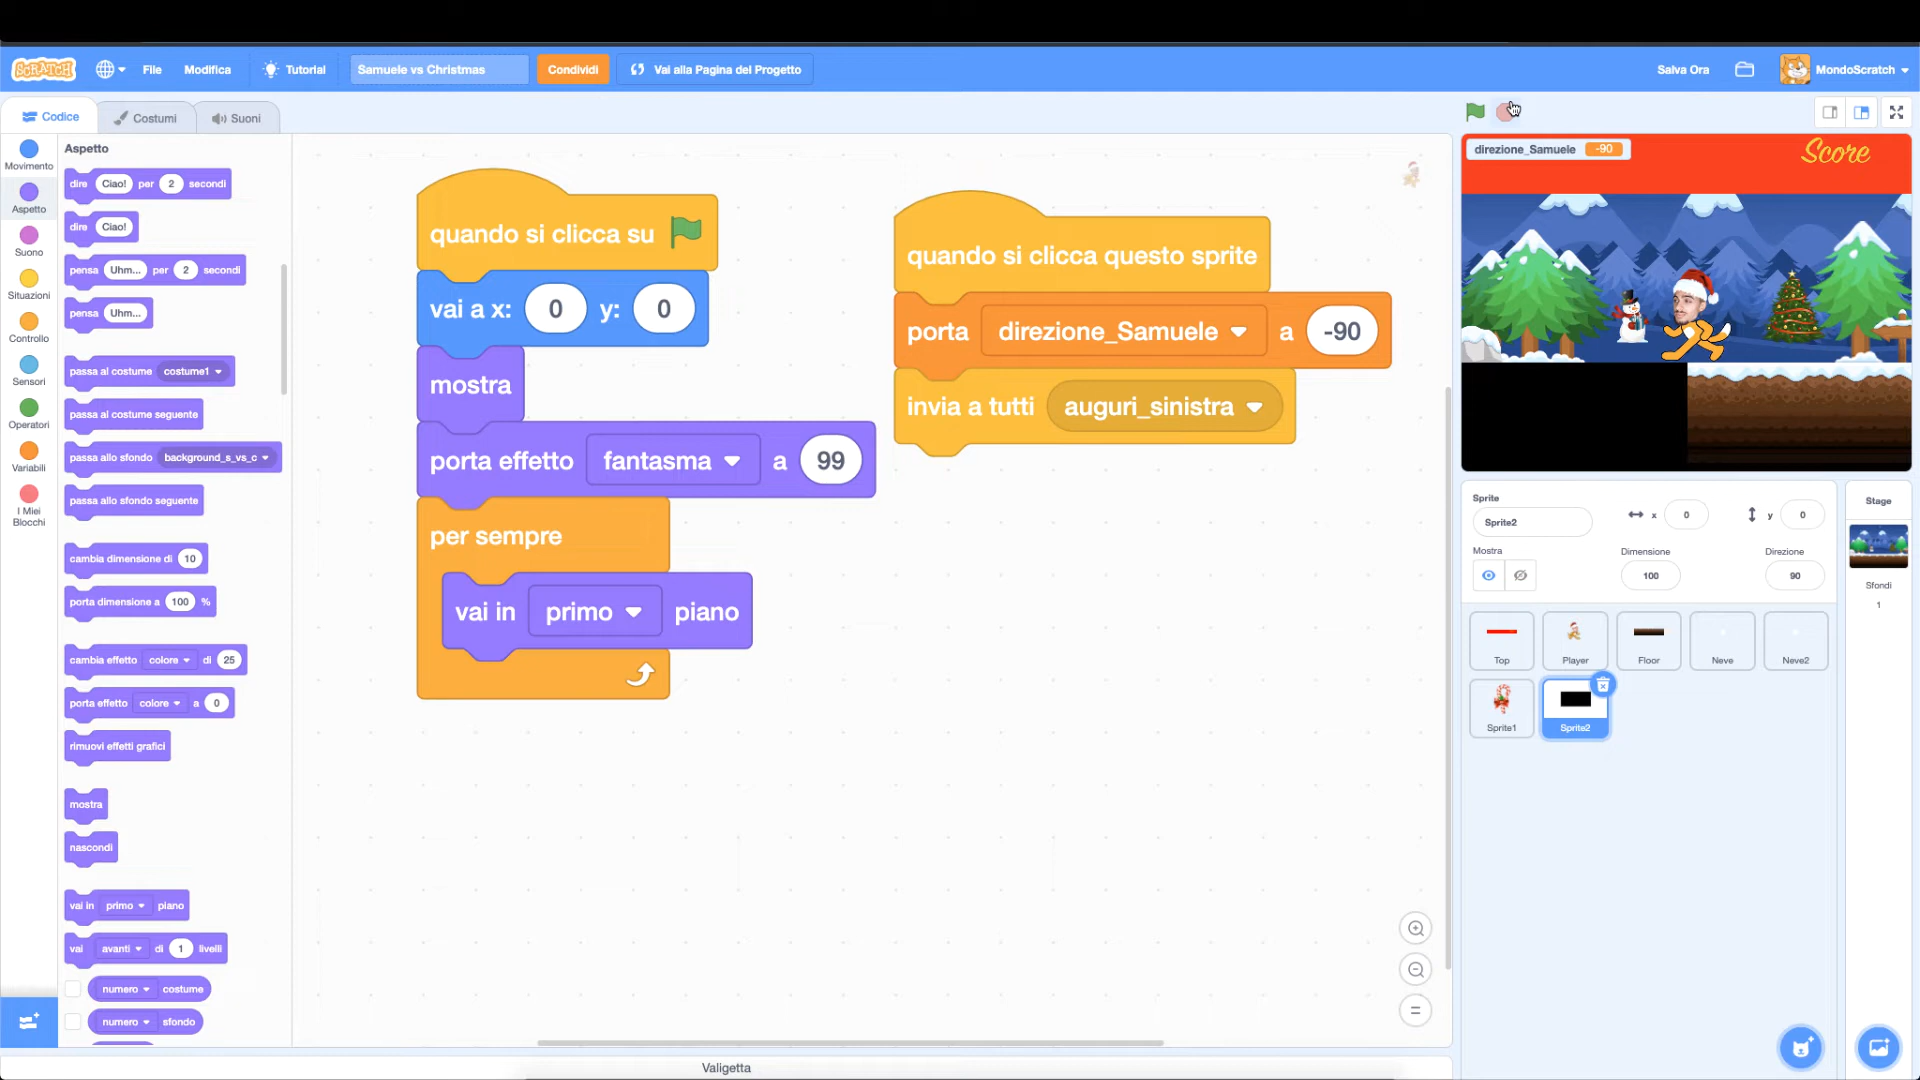 SCRATCH
File
Modifica
Tutorial
Samuele vs Christmas
Condividi
Vai alla Pagina del Progetto
Salva Ora
MondoScratch
Codice
Costumi
Suoni
Movimento
Aspetto
Suono
Situazioni
Controllo
Sensori
Operatori
Variabili
I Miei
Blocchi
Aspetto
dire Ciao! per 2 secondi
dire Ciao!
pensa Uhm... per 2 secondi
pensa Uhm...
passa al costume costume1
passa al costume seguente
passa allo sfondo background_s_vs_c
passa allo sfondo seguente
cambia dimensione di 10
porta dimensione a 100 %
cambia effetto colore di 25
porta effetto colore a 0
rimuovi effetti grafici
mostra
nascondi
vai in primo piano
vai avanti di 1 livelli
numero costume
numero sfondo
quando si clicca su
vai a x: 0 y: 0
mostra
porta effetto fantasma a 99
per sempre
vai in primo piano
quando si clicca questo sprite
porta direzione_Samuele a -90
invia a tutti auguri_sinistra
Valigetta
direzione_Samuele -90
Score
Sprite
Sprite2
x 0
y 0
Mostra
Dimensione
100
Direzione
90
Top
Player
Floor
Neve
Neve2
Sprite1
Sprite2
Stage
Sfondi
1